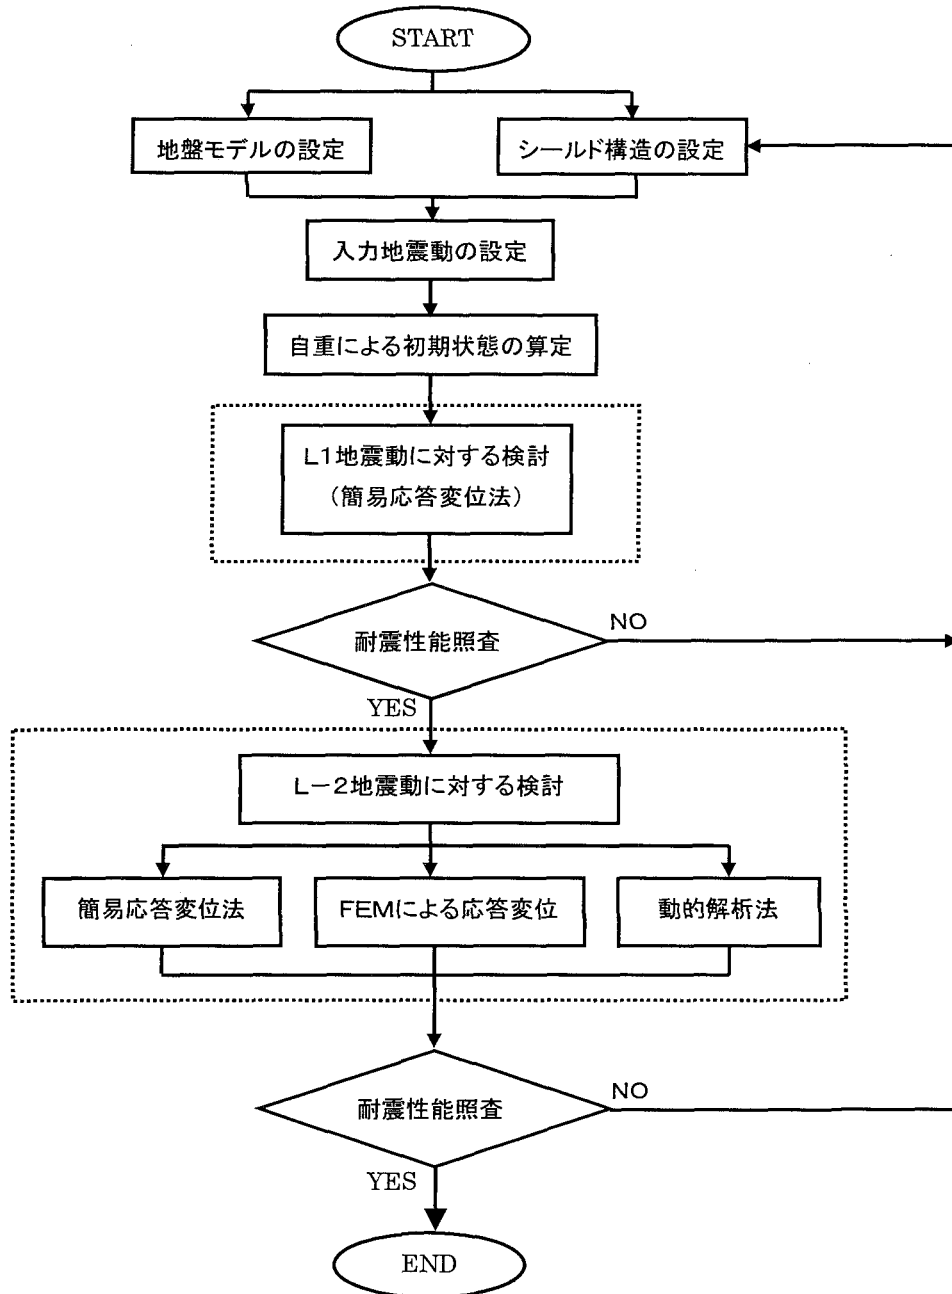 START
地盤モデルの設定
シールド構造の設定
入力地震動の設定
自重による初期状態の算定
L1地震動に対する検討
(簡易応答変位法)
耐震性能照査
NO
YES
L－2地震動に対する検討
簡易応答変位法
FEMによる応答変位
動的解析法
耐震性能照査
NO
YES
END